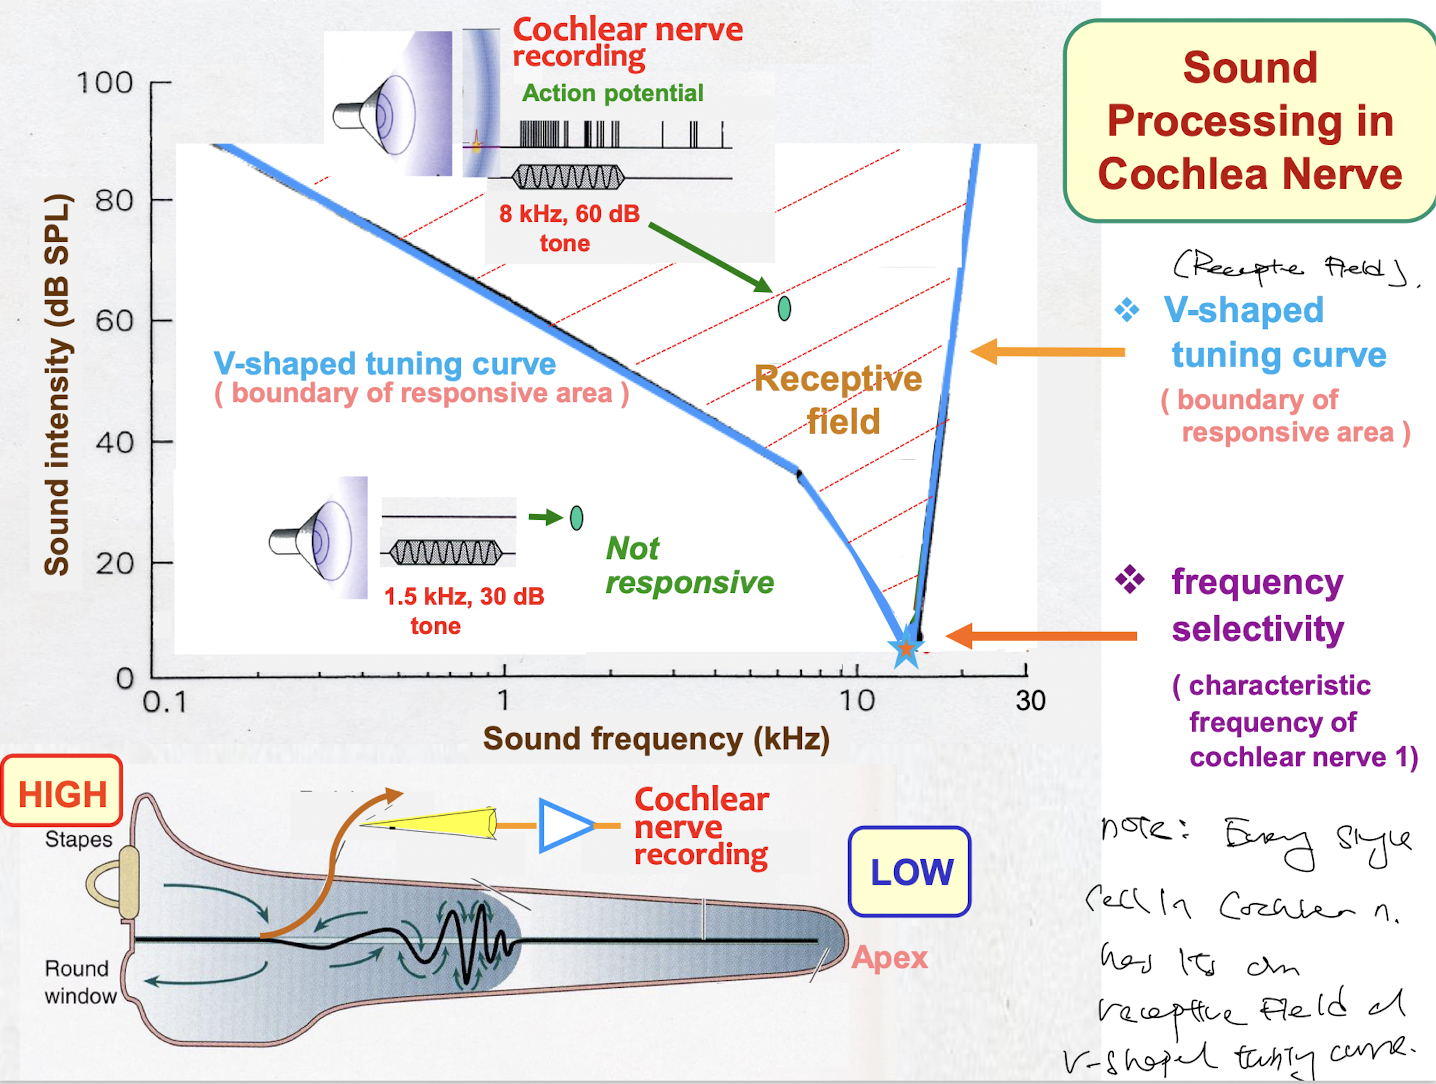 Sound
Processing in
Cochlea Nerve
Cochlear nerve
recording
Action potential
8 kHz, 60 dB
tone
100
80
60
40
20
0
Sound intensity (dB SPL)
V-shaped tuning curve
( boundary of responsive area )
Receptive
field
Not
responsive
1.5 kHz, 30 dB
tone
0.1
1
10
30
Sound frequency (kHz)
(Receptive Field).
❖ V-shaped
tuning curve
( boundary of
responsive area )
❖ frequency
selectivity
( characteristic
frequency of
cochlear nerve 1)
HIGH
Stapes
Round
window
Cochlear
nerve
recording
LOW
Apex
note: Every single
cell in Cochlear n.
has its own
receptive Field
V-shaped tuning curve.